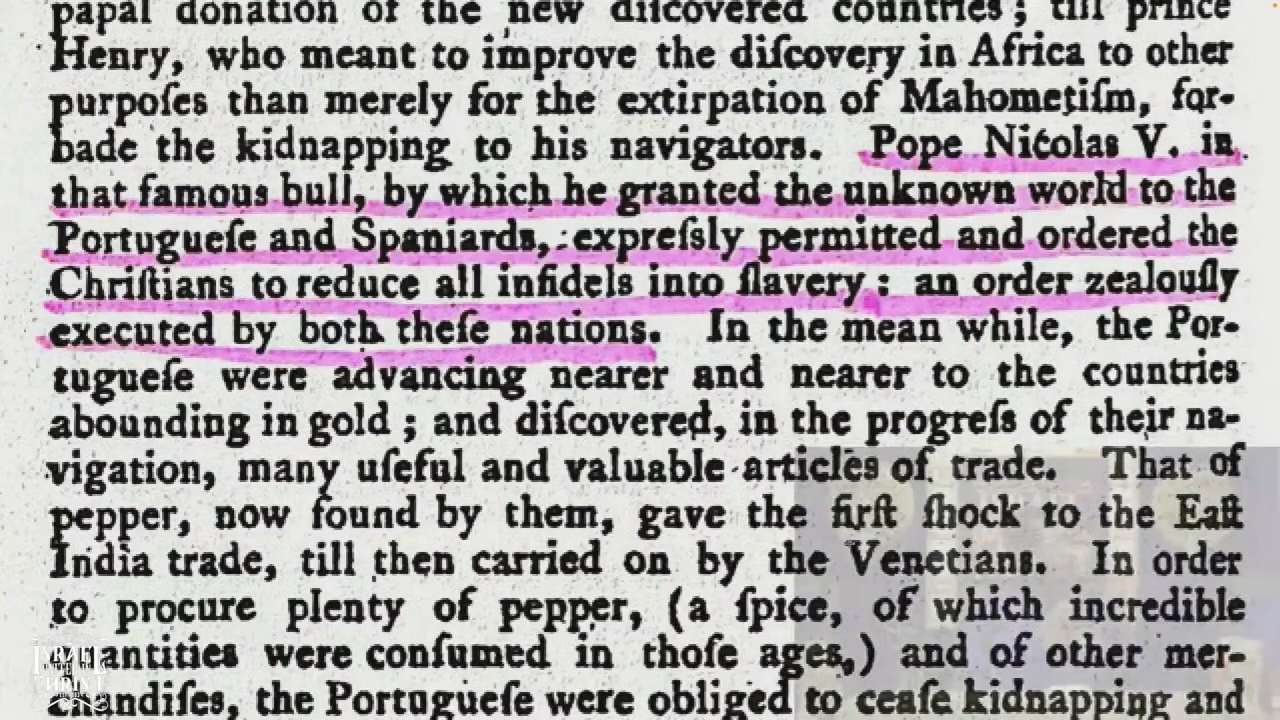 papal donation of the new diſcovered countries; till prince
Henry, who meant to improve the diſcovery in Africa to other
purpoſes than merely for the extirpation of Mahometiſm, for-
bade the kidnapping to his navigators. Pope Nicolas V. in
that famous bull, by which he granted the unknown world to the
Portugueſe and Spaniards, expreſsly permitted and ordered the
Chriſtians to reduce all infidels into ſlavery: an order zealouſly
executed by both theſe nations. In the mean while, the Por-
tugueſe were advancing nearer and nearer to the countries
abounding in gold; and diſcovered, in the progreſs of their na-
vigation, many uſeful and valuable articles of trade. That of
pepper, now found by them, gave the firſt ſhock to the Eaſt
India trade, till then carried on by the Venetians. In order
to procure plenty of pepper, (a ſpice, of which incredible
quantities were conſumed in thoſe ages,) and of other mer-
chandiſes, the Portugueſe were obliged to ceaſe kidnapping and